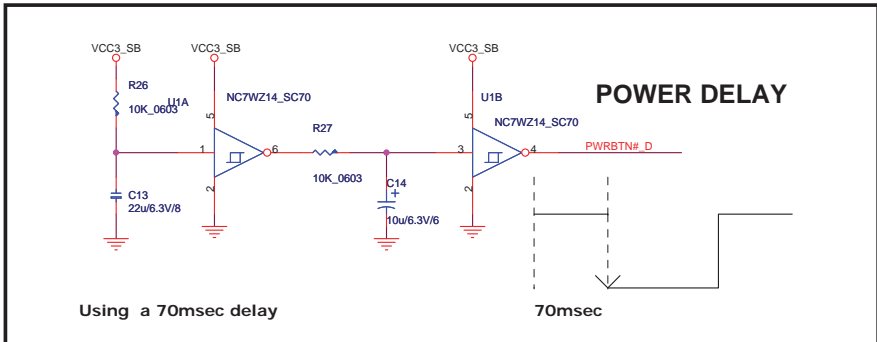 VCC3_SB
VCC3_SB
VCC3_SB
R26
U1A
10K_0603
NC7WZ14_SC70
5
1
6
2
R27
10K_0603
U1B
NC7WZ14_SC70
5
3
4
2
POWER DELAY
PWRBTN#_D
C13
22u/6.3V/8
C14
+
10u/6.3V/6
Using a 70msec delay
70msec